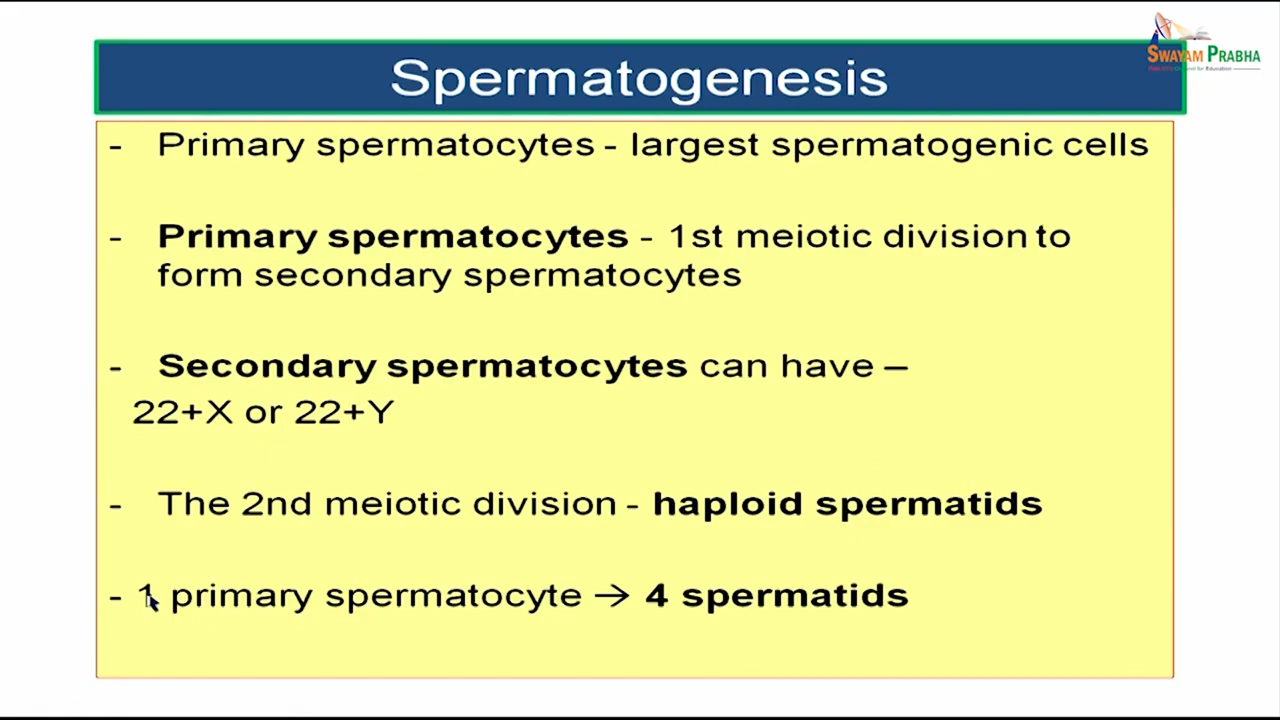 SWAYAM PRABHA
Spermatogenesis
- Primary spermatocytes - largest spermatogenic cells
- Primary spermatocytes - 1st meiotic division to
form secondary spermatocytes
- Secondary spermatocytes can have –
22+X or 22+Y
- The 2nd meiotic division - haploid spermatids
- 1 primary spermatocyte → 4 spermatids